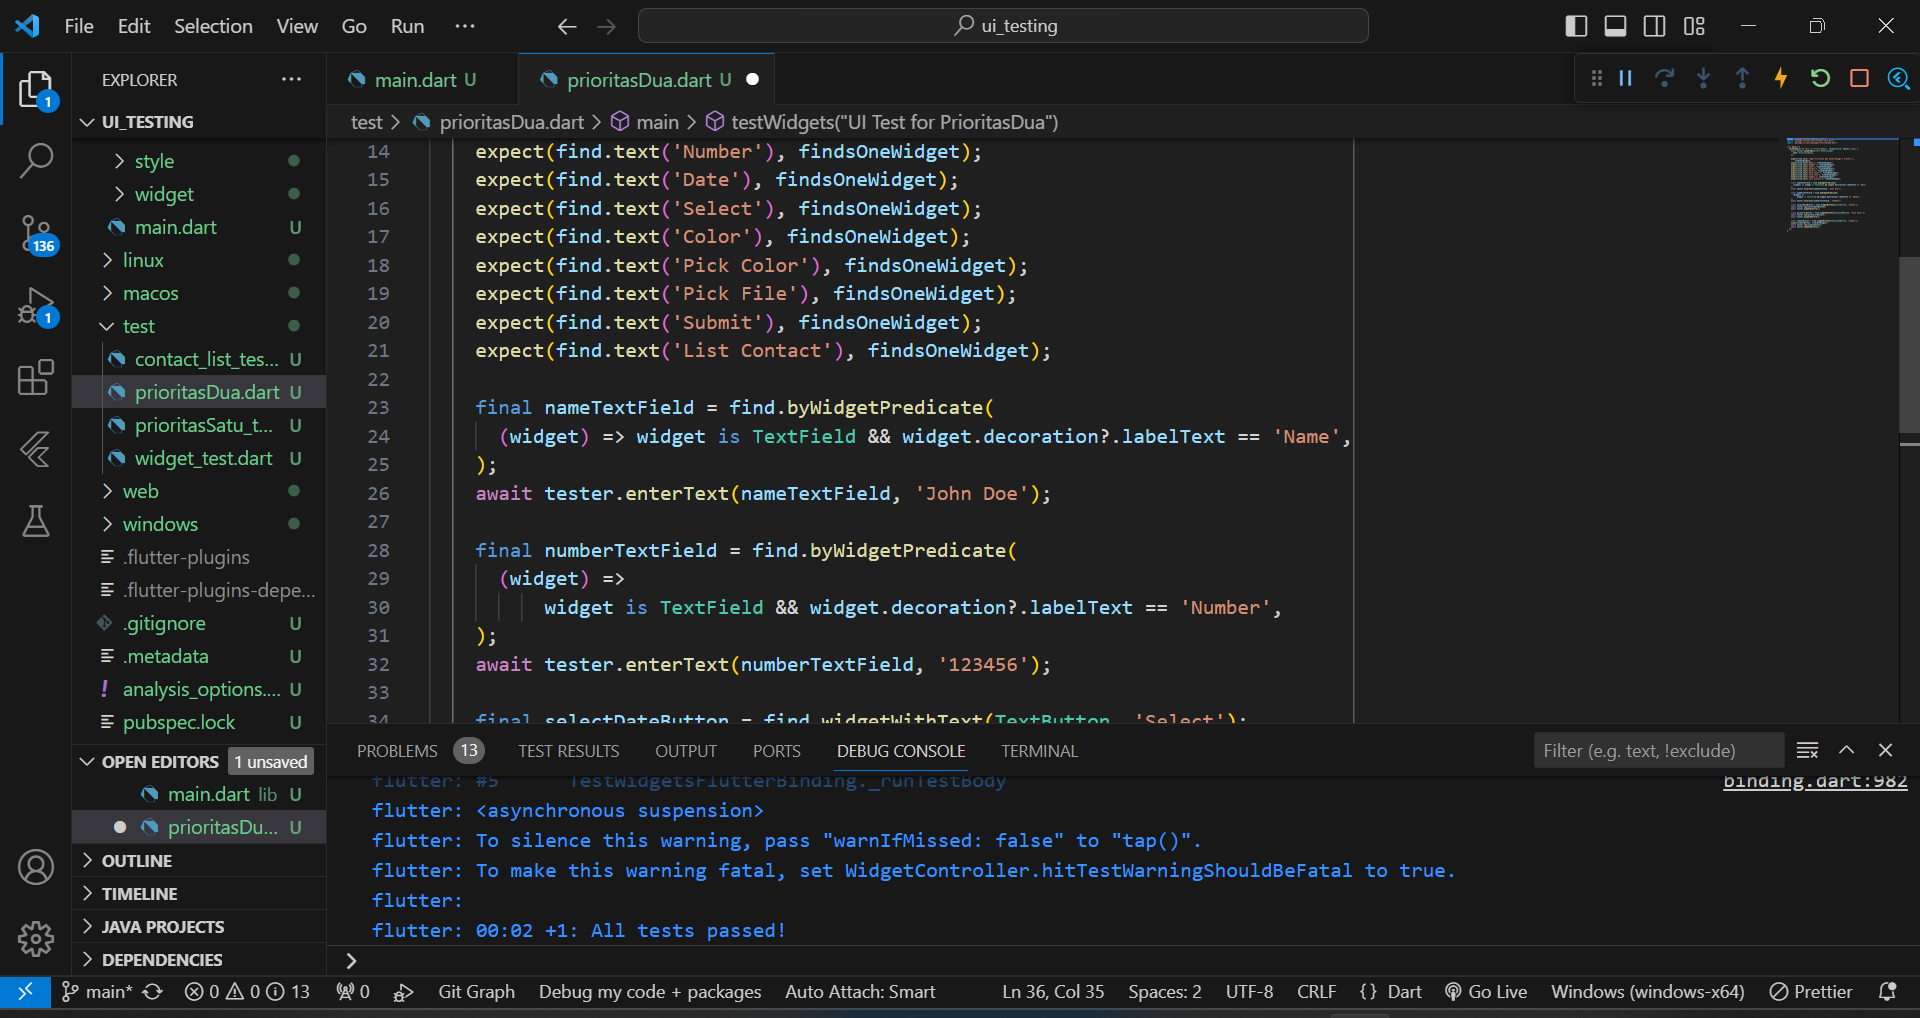 File Edit Selection View Go Run ···
ui_testing
EXPLORER ···
UI_TESTING
style
widget
main.dart U
linux
macos
test
contact_list_tes... U
prioritasDua.dart U
prioritasSatu_t... U
widget_test.dart U
web
windows
.flutter-plugins
.flutter-plugins-depe...
.gitignore U
.metadata U
analysis_options.... U
pubspec.lock U
OPEN EDITORS 1 unsaved
main.dart lib U
prioritasDu... U
OUTLINE
TIMELINE
JAVA PROJECTS
DEPENDENCIES
1
136
1
main.dart U
prioritasDua.dart U
test > prioritasDua.dart > main > testWidgets("UI Test for PrioritasDua")
14 expect(find.text('Number'), findsOneWidget);
15 expect(find.text('Date'), findsOneWidget);
16 expect(find.text('Select'), findsOneWidget);
17 expect(find.text('Color'), findsOneWidget);
18 expect(find.text('Pick Color'), findsOneWidget);
19 expect(find.text('Pick File'), findsOneWidget);
20 expect(find.text('Submit'), findsOneWidget);
21 expect(find.text('List Contact'), findsOneWidget);
22
23 final nameTextField = find.byWidgetPredicate(
24 (widget) => widget is TextField && widget.decoration?.labelText == 'Name',
25 );
26 await tester.enterText(nameTextField, 'John Doe');
27
28 final numberTextField = find.byWidgetPredicate(
29 (widget) =>
30 widget is TextField && widget.decoration?.labelText == 'Number',
31 );
32 await tester.enterText(numberTextField, '123456');
33
34 final selectDateButton = find.widgetWithText(TextButton, 'Select');
PROBLEMS 13 TEST RESULTS OUTPUT PORTS DEBUG CONSOLE TERMINAL
Filter (e.g. text, !exclude)
flutter: #5 TestWidgetsFlutterBinding._runTestBody binding.dart:982
flutter: <asynchronous suspension>
flutter: To silence this warning, pass "warnIfMissed: false" to "tap()".
flutter: To make this warning fatal, set WidgetController.hitTestWarningShouldBeFatal to true.
flutter:
flutter: 00:02 +1: All tests passed!
>
main* 0 0 13 0 Git Graph Debug my code + packages Auto Attach: Smart Ln 36, Col 35 Spaces: 2 UTF-8 CRLF {} Dart Go Live Windows (windows-x64) Prettier